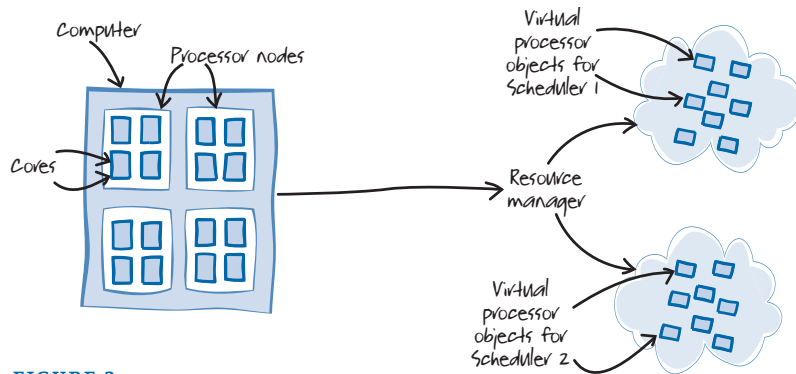 Computer
Processor nodes
Cores
Virtual
processor
objects for
Scheduler 1
Resource
manager
Virtual
processor
objects for
Scheduler 2